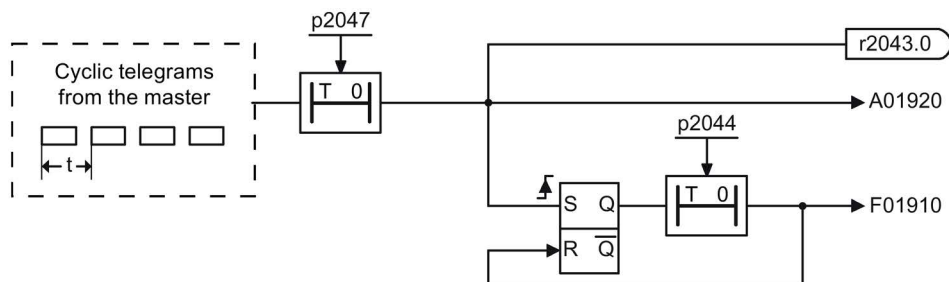 p2047
r2043.0
Cyclic telegrams
from the master
T 0
A01920
t
p2044
T 0
S Q
F01910
R Q̅